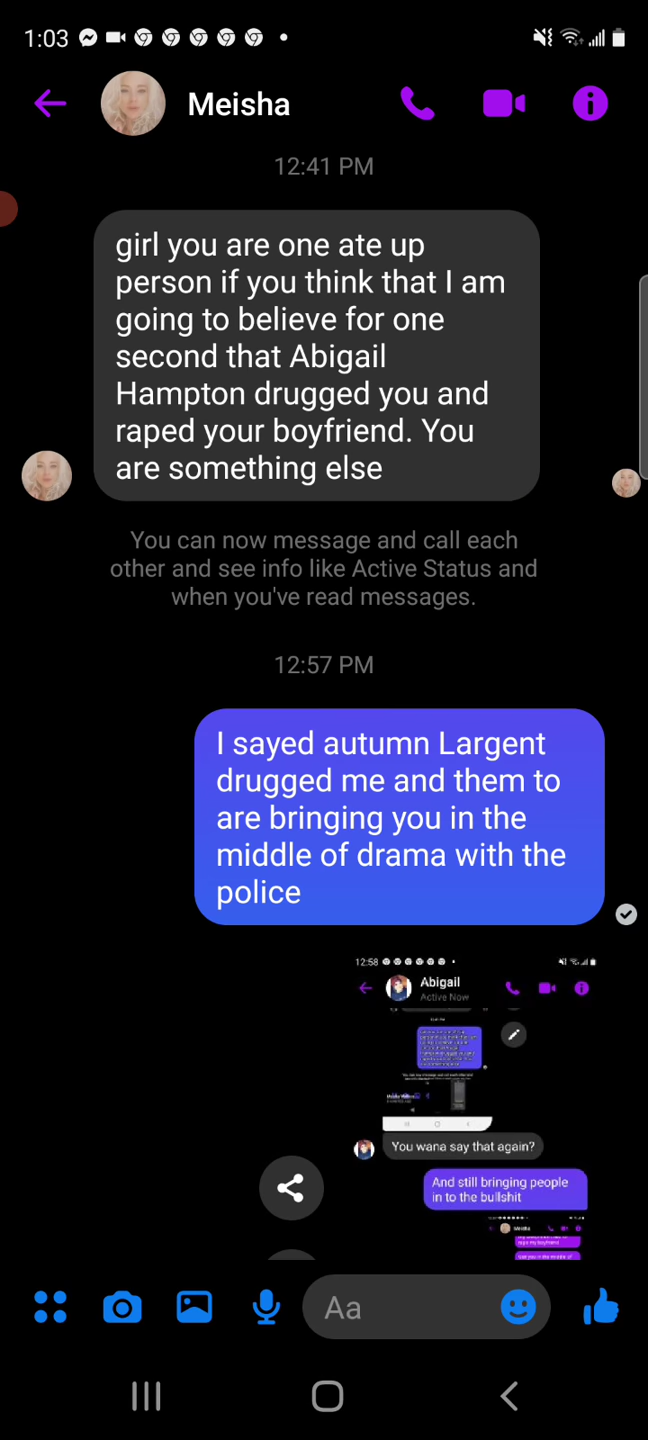 1:03
Meisha
12:41 PM
girl you are one ate up
person if you think that I am
going to believe for one
second that Abigail
Hampton drugged you and
raped your boyfriend. You
are something else
You can now message and call each
other and see info like Active Status and
when you've read messages.
12:57 PM
I sayed autumn Largent
drugged me and them to
are bringing you in the
middle of drama with the
police
12:58
Abigail
Active Now
You wana say that again?
And still bringing people
in to the bullshit
Meisha
rape my boyfriend
Aa